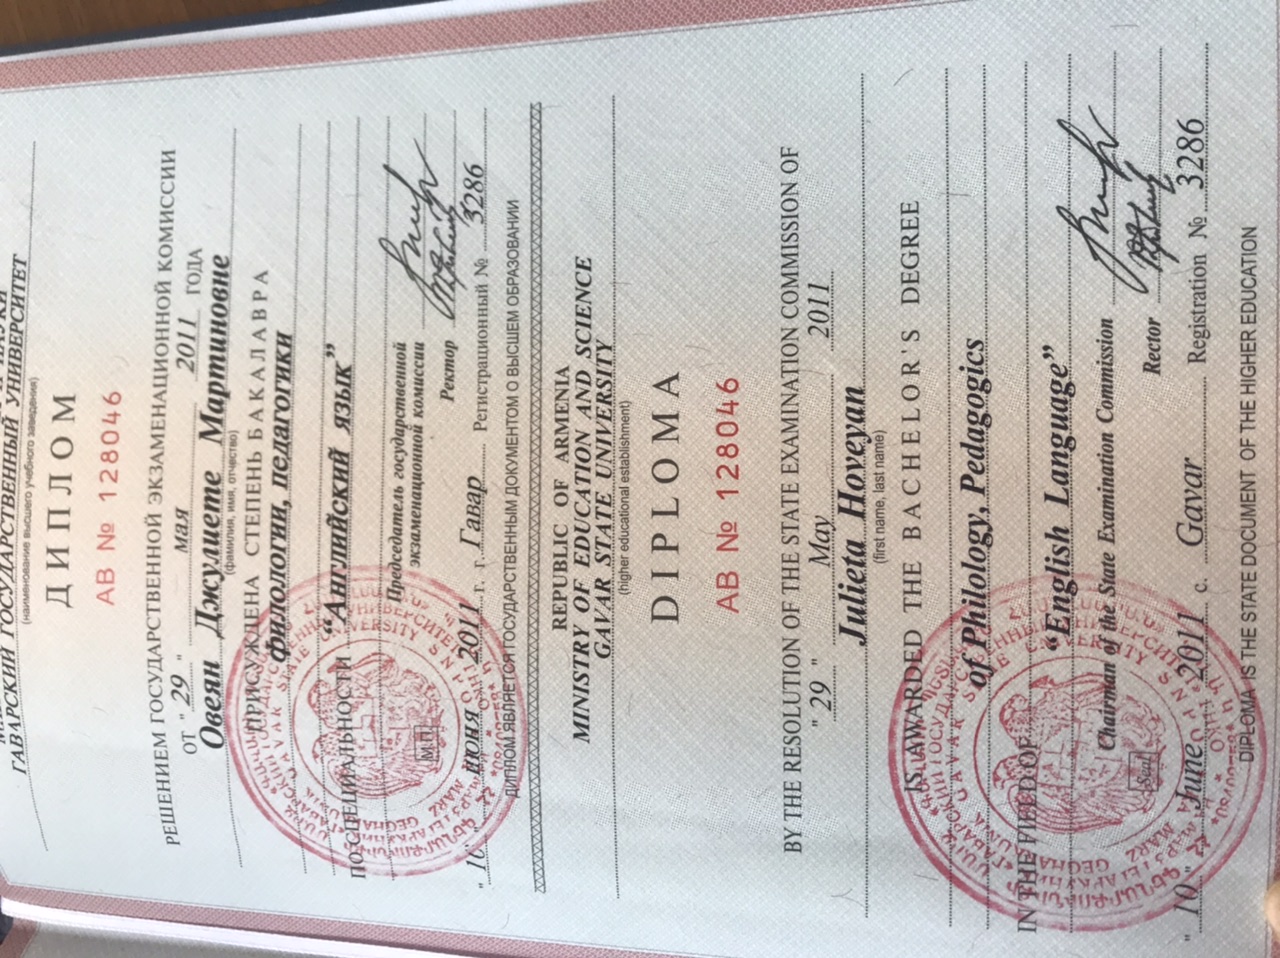 ГАВАРСКИЙ ГОСУДАРСТВЕННЫЙ УНИВЕРСИТЕТ
(наименование высшего учебного заведения)
ДИПЛОМ
АВ № 128046
РЕШЕНИЕМ ГОСУДАРСТВЕННОЙ ЭКЗАМЕНАЦИОННОЙ КОМИССИИ
ОТ " 29 " мая 2011 ГОДА
Овеян Джулиете Мартиновне
(фамилия, имя, отчество)
ПРИСУЖДЕНА СТЕПЕНЬ БАКАЛАВРА
филологии, педагогики
ПО СПЕЦИАЛЬНОСТИ “Английский язык”
Председатель государственной
экзаменационной комиссии
Ректор
" 10 " июня 2011 г. г. Гавар Регистрационный № 3286
ДИПЛОМ ЯВЛЯЕТСЯ ГОСУДАРСТВЕННЫМ ДОКУМЕНТОМ О ВЫСШЕМ ОБРАЗОВАНИИ
REPUBLIC OF ARMENIA
MINISTRY OF EDUCATION AND SCIENCE
GAVAR STATE UNIVERSITY
(higher educational establishment)
DIPLOMA
АВ № 128046
BY THE RESOLUTION OF THE STATE EXAMINATION COMMISSION OF
" 29 " May 2011
Julieta Hoveyan
(first name, last name)
IS AWARDED THE BACHELOR'S DEGREE
of Philology, Pedagogics
IN THE FIELD OF “English Language”
Chairman of the State Examination Commission
Rector
" 10 " June 2011 c. Gavar Registration № 3286
DIPLOMA IS THE STATE DOCUMENT OF THE HIGHER EDUCATION